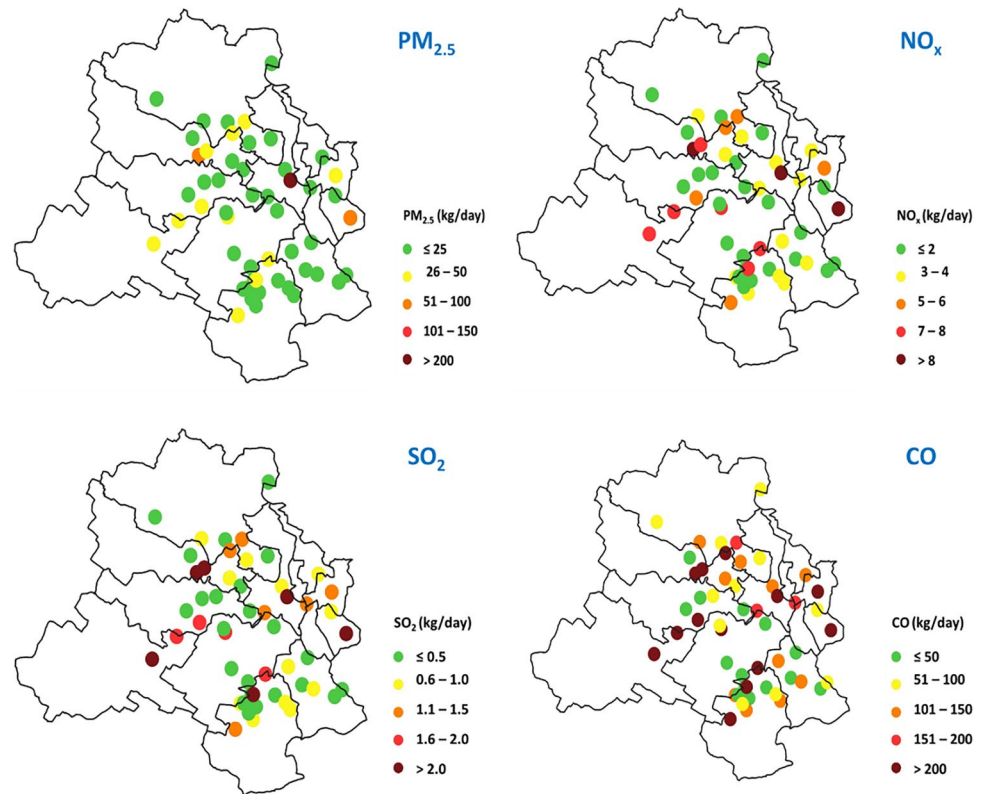 PM2.5
PM2.5 (kg/day)
≤ 25
26 – 50
51 – 100
101 – 150
> 200
NOx
NOx (kg/day)
≤ 2
3 – 4
5 – 6
7 – 8
> 8
SO2
SO2 (kg/day)
≤ 0.5
0.6 – 1.0
1.1 – 1.5
1.6 – 2.0
> 2.0
CO
CO (kg/day)
≤ 50
51 – 100
101 – 150
151 – 200
> 200